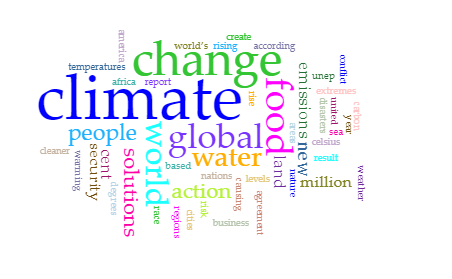 create
america
world's rising according
change
temperatures
africa report
climate
rise
food
emissions
unep
conflict
extremes
disasters
united
sea
year
carbon
people
global
world
water
areas
new
celsius
result
cleaner
warming
security
cent
degrees
solutions
based
land
nations
action
causing
levels
nature
million
weather
race
regions
cities
risk
agreement
business